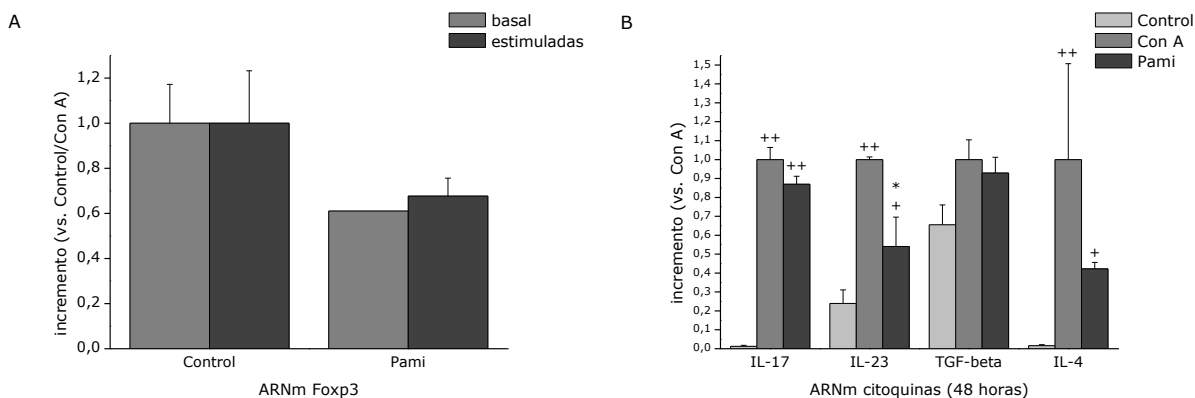 A
basal
estimuladas
incremento (vs. Control/Con A)
1,2
1,0
0,8
0,6
0,4
0,2
0,0
Control
Pami
ARNm Foxp3
B
Control
Con A
Pami
incremento (vs. Con A)
1,5
1,4
1,3
1,2
1,1
1,0
0,9
0,8
0,7
0,6
0,5
0,4
0,3
0,2
0,1
0,0
++
++
++
*
+
++
+
IL-17
IL-23
TGF-beta
IL-4
ARNm citoquinas (48 horas)